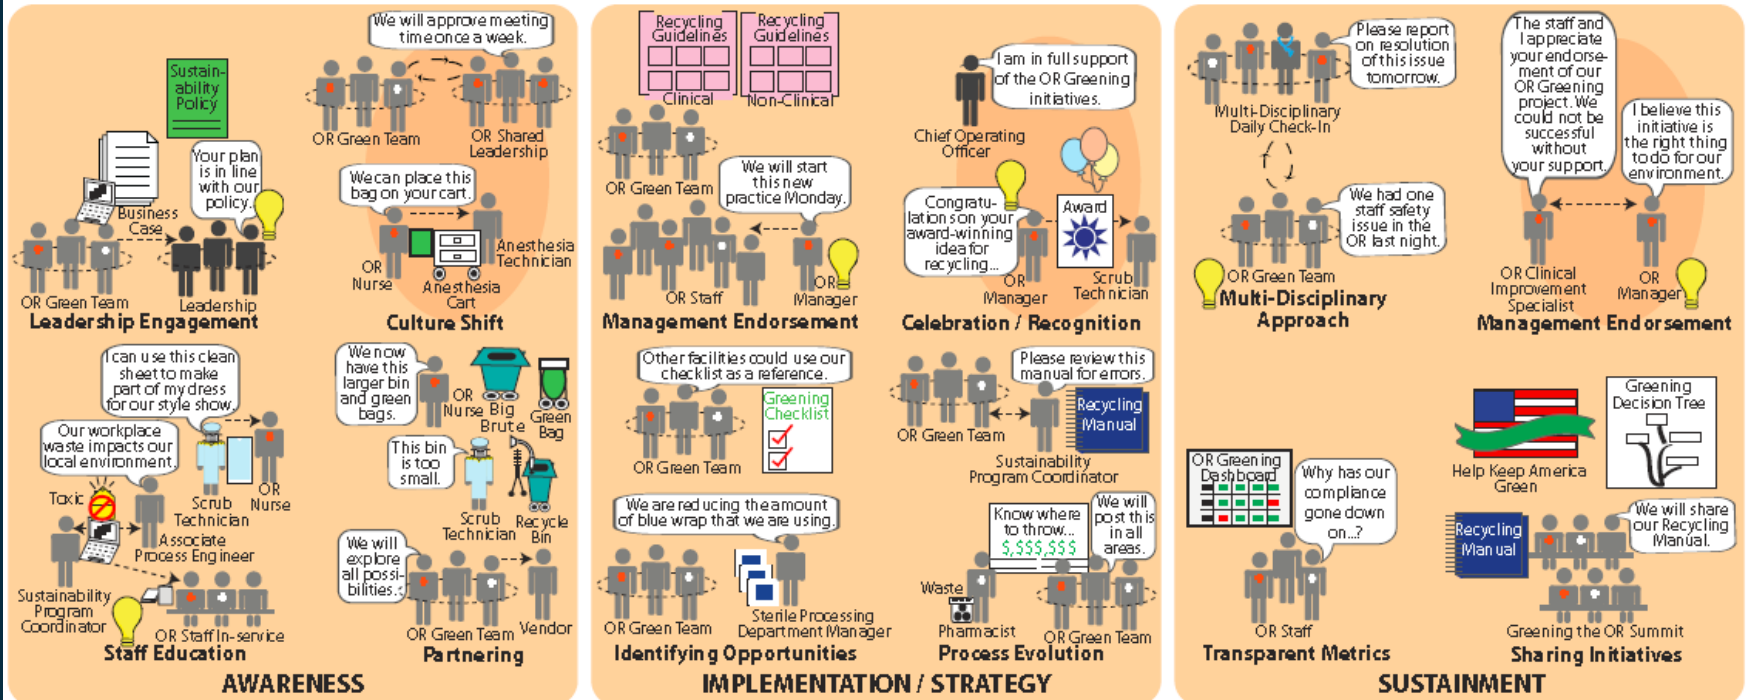 Sustain-
ability
Policy
Your plan
is in line
with our
policy.
Business
Case
OR Green Team
Leadership
Leadership Engagement
We will approve meeting
time once a week.
OR Green Team
OR Shared
Leadership
We can place this
bag on your cart.
OR
Nurse
Anesthesia
Cart
Anesthesia
Technician
Culture Shift
I can use this clean
sheet to make
part of my dress
for our style show.
Our workplace
waste impacts our
local environment.
Toxic
Scrub
Technician
OR
Nurse
Associate
Process Engineer
Sustainability
Program
Coordinator
OR Staff In-service
Staff Education
We now
have this
larger bin
and green
bags.
OR
Nurse
Big
Brute
Green
Bag
This bin
is too
small.
Scrub
Technician
Recycle
Bin
We will
explore
all possi-
bilities.
OR Green Team
Vendor
Partnering
AWARENESS
Recycling
Guidelines
Clinical
Recycling
Guidelines
Non-Clinical
OR Green Team
We will start
this new
practice Monday.
OR Staff
OR
Manager
Management Endorsement
I am in full support
of the OR Greening
initiatives.
Chief Operating
Officer
Congratu-
lations on your
award-winning
idea for
recycling...
Award
OR
Manager
Scrub
Technician
Celebration / Recognition
Other facilities could use our
checklist as a reference.
Greening
Checklist
OR Green Team
We are reducing the amount
of blue wrap that we are using.
OR Green Team
Sterile Processing
Department Manager
Identifying Opportunities
Please review this
manual for errors.
Recycling
Manual
OR Green Team
Sustainability
Program Coordinator
Know where
to throw...
$,$$$,$$$
We will
post this
in all
areas.
Waste
Pharmacist
OR Green Team
Process Evolution
IMPLEMENTATION / STRATEGY
Please report
on resolution
of this issue
tomorrow.
Multi-Disciplinary
Daily Check-In
We had one
staff safety
issue in the
OR last night.
OR Green Team
Multi-Disciplinary
Approach
The staff and
I appreciate
your endorse-
ment of our
OR Greening
project. We
could not be
successful
without
your support.
I believe this
initiative is
the right thing
to do for our
environment.
OR Clinical
Improvement
Specialist
OR
Manager
Management Endorsement
OR Greening
Dashboard
Why has our
compliance
gone down
on...?
OR Staff
Transparent Metrics
Help Keep America
Green
Greening
Decision Tree
Recycling
Manual
We will share
our Recycling
Manual.
Greening the OR Summit
Sharing Initiatives
SUSTAINMENT